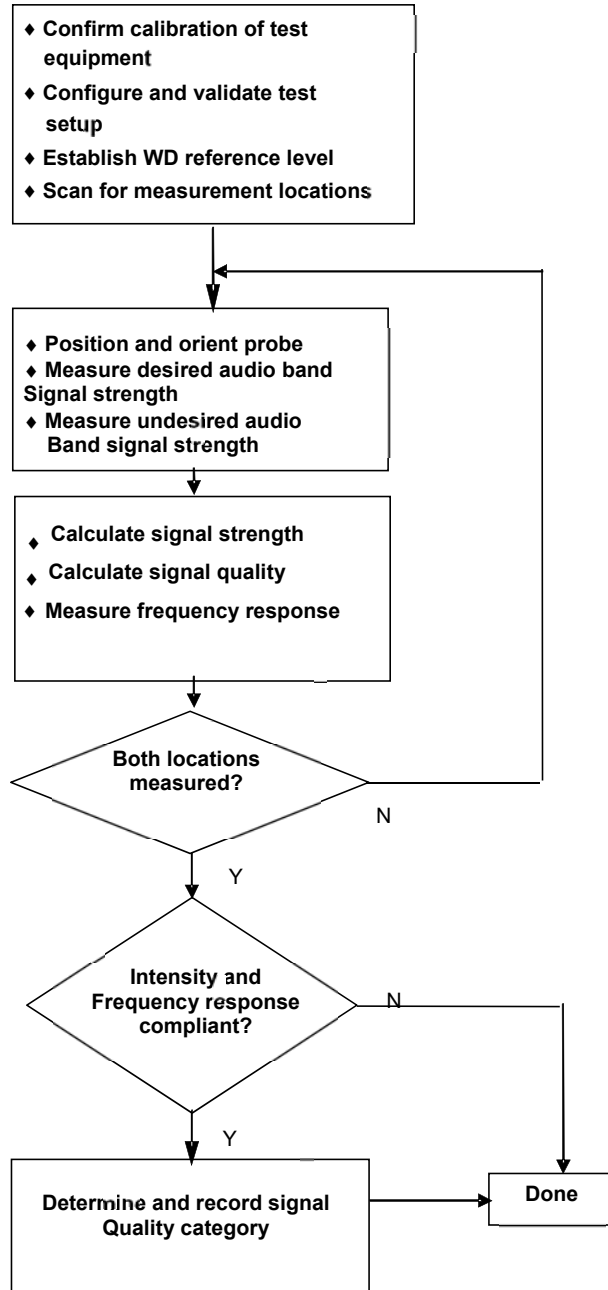 ♦ Confirm calibration of test
equipment
♦ Configure and validate test
setup
♦ Establish WD reference level
♦ Scan for measurement locations
♦ Position and orient probe
♦ Measure desired audio band
Signal strength
♦ Measure undesired audio
Band signal strength
♦ Calculate signal strength
♦ Calculate signal quality
♦ Measure frequency response
Both locations
measured?
N
Y
Intensity and
Frequency response
compliant?
N
Y
Determine and record signal
Quality category
Done